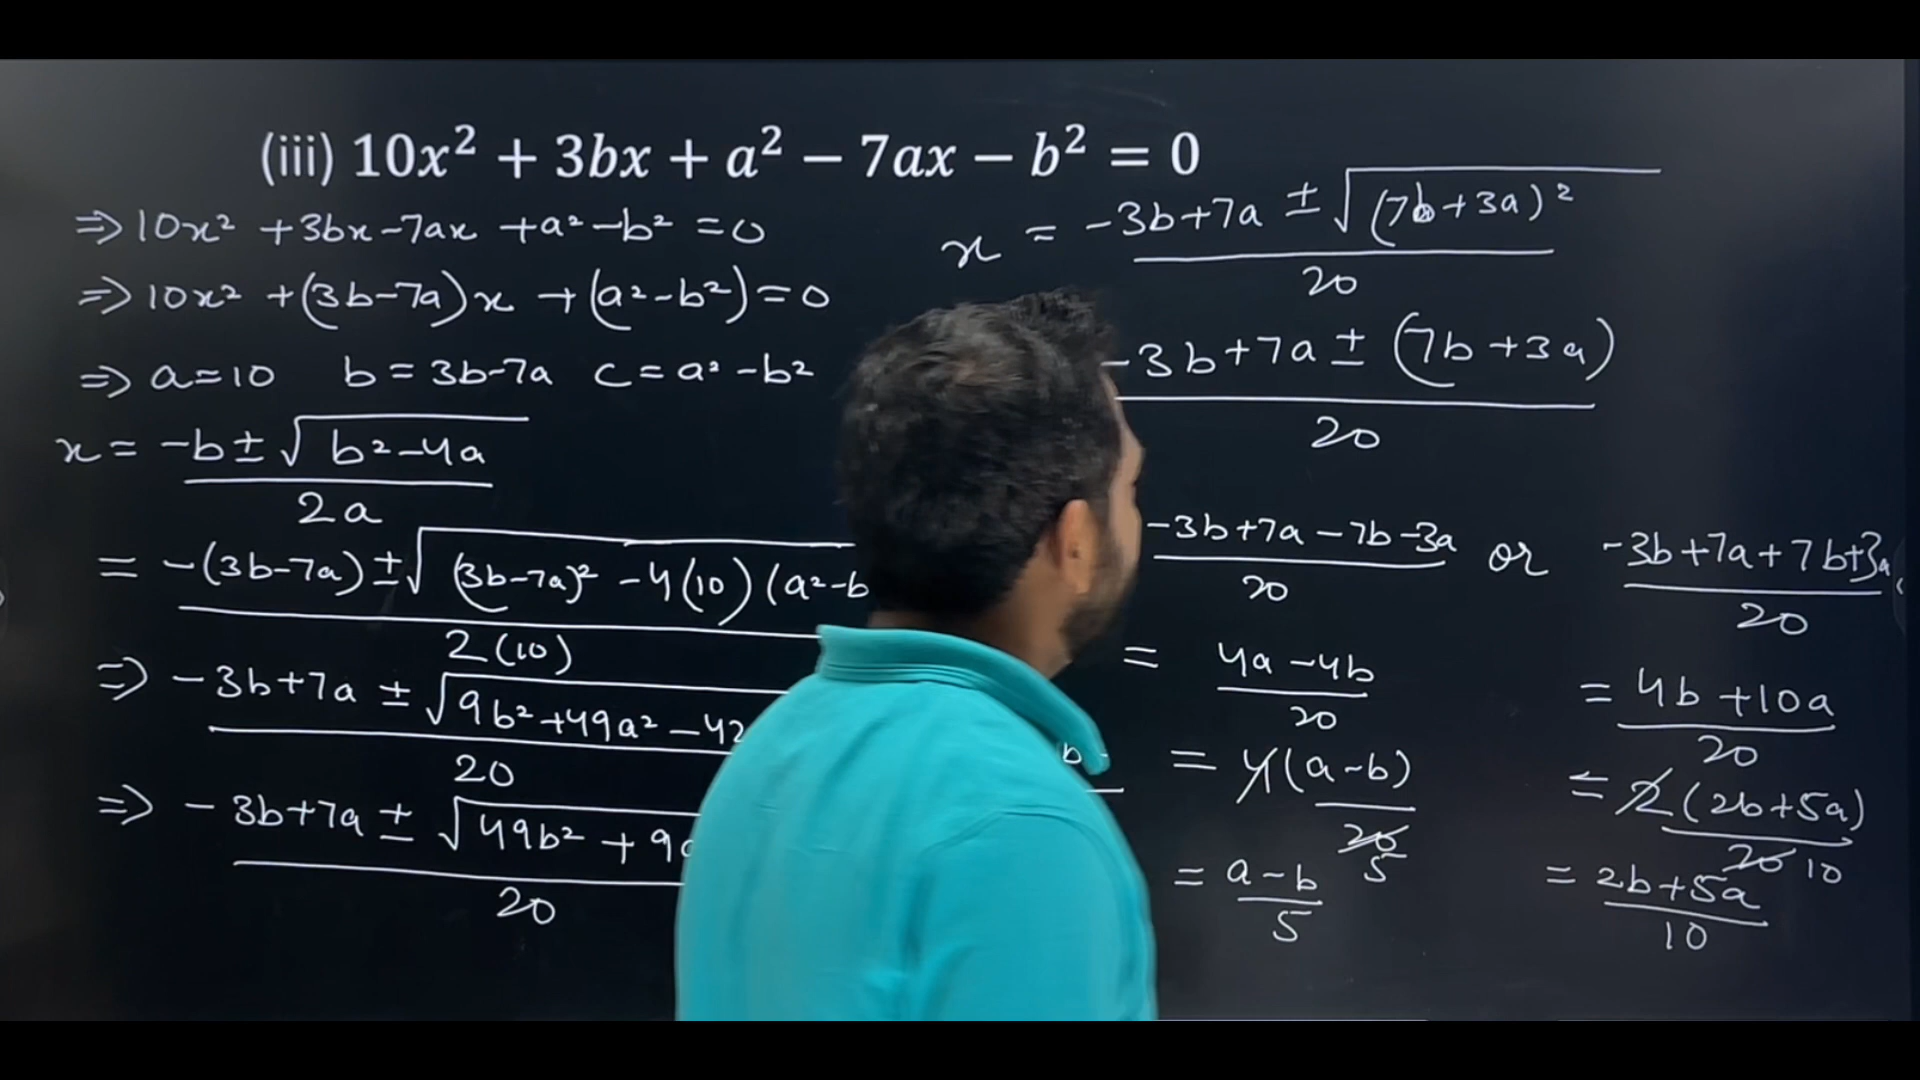 (iii) 10x² + 3bx + a² − 7ax − b² = 0
⇒ 10x² + 3bx − 7ax + a² − b² = 0
⇒ 10x² + (3b−7a)x + (a²−b²) = 0
⇒ a = 10 b = 3b−7a c = a²−b²
x = −b ± √b²−4a
2a
= −(3b−7a) ± √(3b−7a)² − 4(10)(a²−b
2(10)
⇒ −3b+7a ± √9b²+49a²−42
20
⇒ −3b+7a ± √49b² + 9
20
b
x = −3b+7a ± √(7b+3a)²
20
−3b+7a ± (7b+3a)
20
−3b+7a−7b−3a or −3b+7a+7b+3a
20 20
= 4a−4b
20
= 4(a−b)
20
5
= a−b
5
= 4b+10a
20
= 2(2b+5a)
20 10
= 2b+5a
10